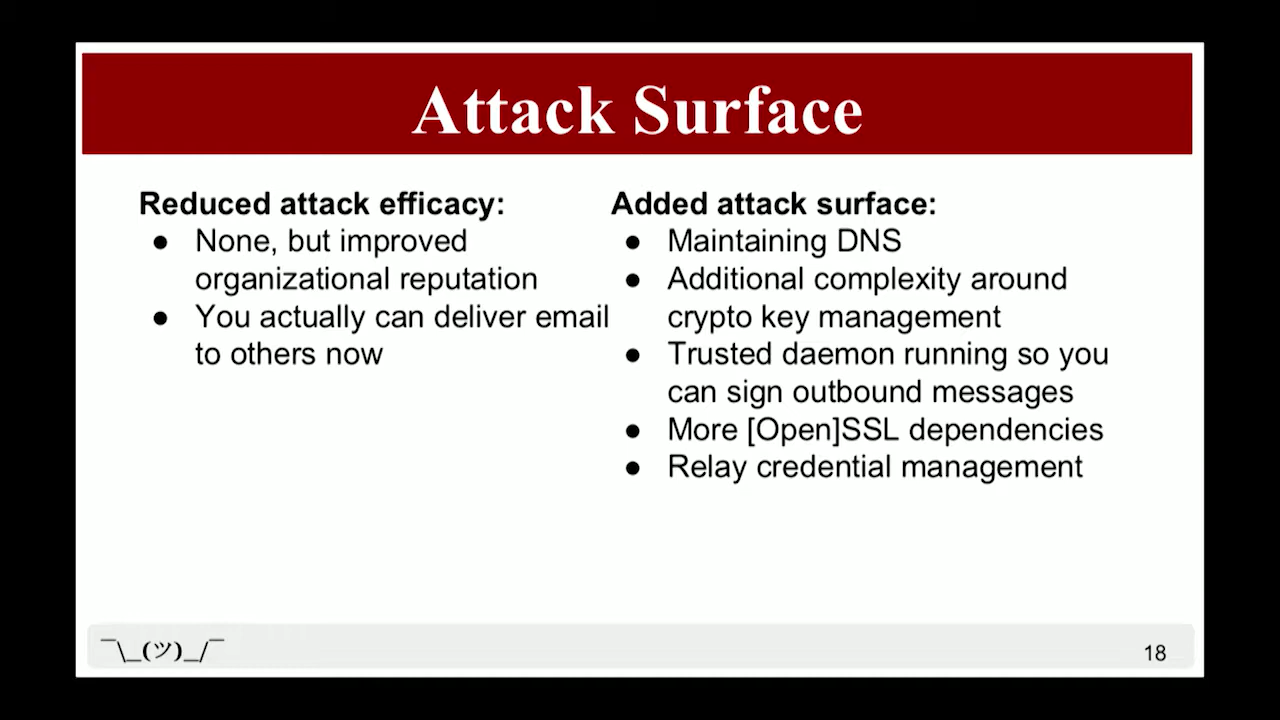 Attack Surface
Reduced attack efficacy:
● None, but improved
organizational reputation
● You actually can deliver email
to others now
Added attack surface:
● Maintaining DNS
● Additional complexity around
crypto key management
● Trusted daemon running so you
can sign outbound messages
● More [Open]SSL dependencies
● Relay credential management
¯\_(ツ)_/¯
18